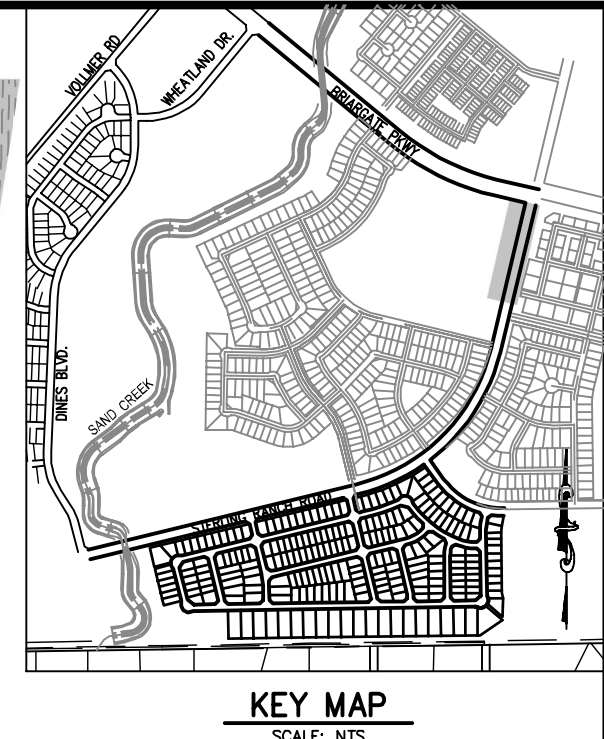 VOLLMER RD
WHEATLAND DR.
BRIARGATE PKWY
DINES BLVD.
SAND CREEK
STERLING RANCH ROAD
KEY MAP
SCALE: NTS